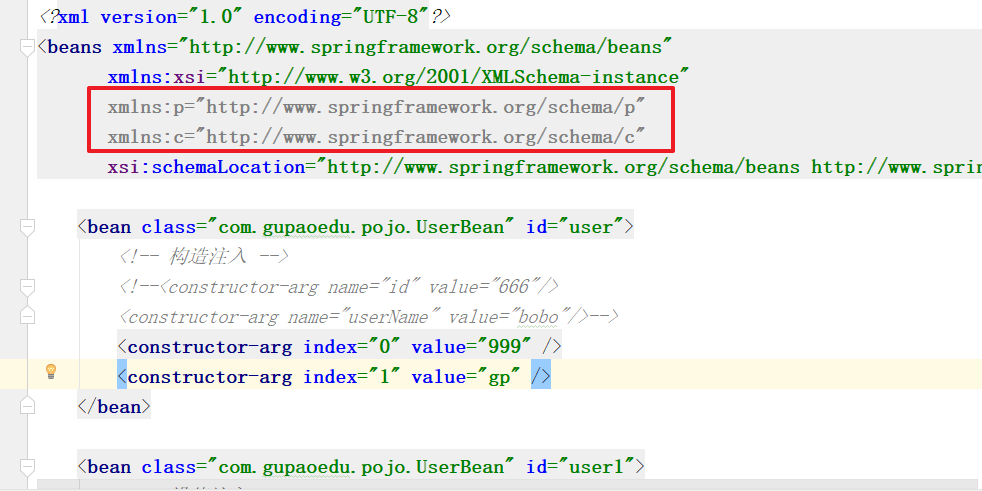 <?xml version="1.0" encoding="UTF-8"?>
<beans xmlns="http://www.springframework.org/schema/beans"
xmlns:xsi="http://www.w3.org/2001/XMLSchema-instance"
xmlns:p="http://www.springframework.org/schema/p"
xmlns:c="http://www.springframework.org/schema/c"
xsi:schemaLocation="http://www.springframework.org/schema/beans http://www.spring
<bean class="com.gupaoedu.pojo.UserBean" id="user">
<!-- 构造注入 -->
<!--<constructor-arg name="id" value="666"/>
<constructor-arg name="userName" value="bobo"/>-->
<constructor-arg index="0" value="999" />
<constructor-arg index="1" value="gp" />
</bean>
<bean class="com.gupaoedu.pojo.UserBean" id="user1">